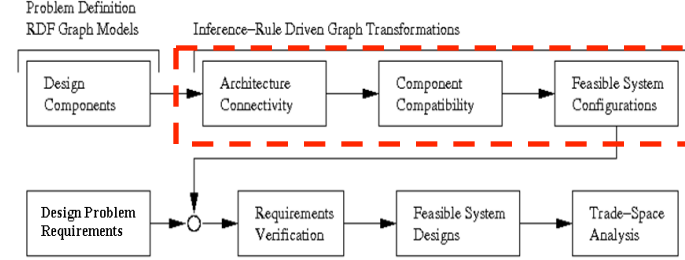 Problem Definition
RDF Graph Models
Inference-Rule Driven Graph Transformations
Design
Components
Architecture
Connectivity
Component
Compatibility
Feasible System
Configurations
Design Problem
Requirements
Requirements
Verification
Feasible System
Designs
Trade-Space
Analysis